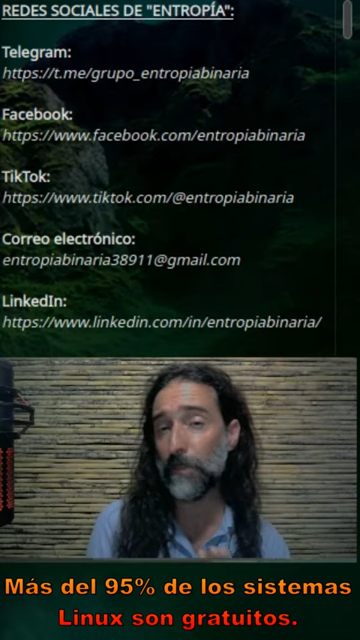 REDES SOCIALES DE "ENTROPÍA":
Telegram:
https://t.me/grupo_entropiabinaria
Facebook:
https://www.facebook.com/entropiabinaria
TikTok:
https://www.tiktok.com/@entropiabinaria
Correo electrónico:
entropiabinaria38911@gmail.com
LinkedIn:
https://www.linkedin.com/in/entropiabinaria/
Más del 95% de los sistemas
Linux son gratuitos.